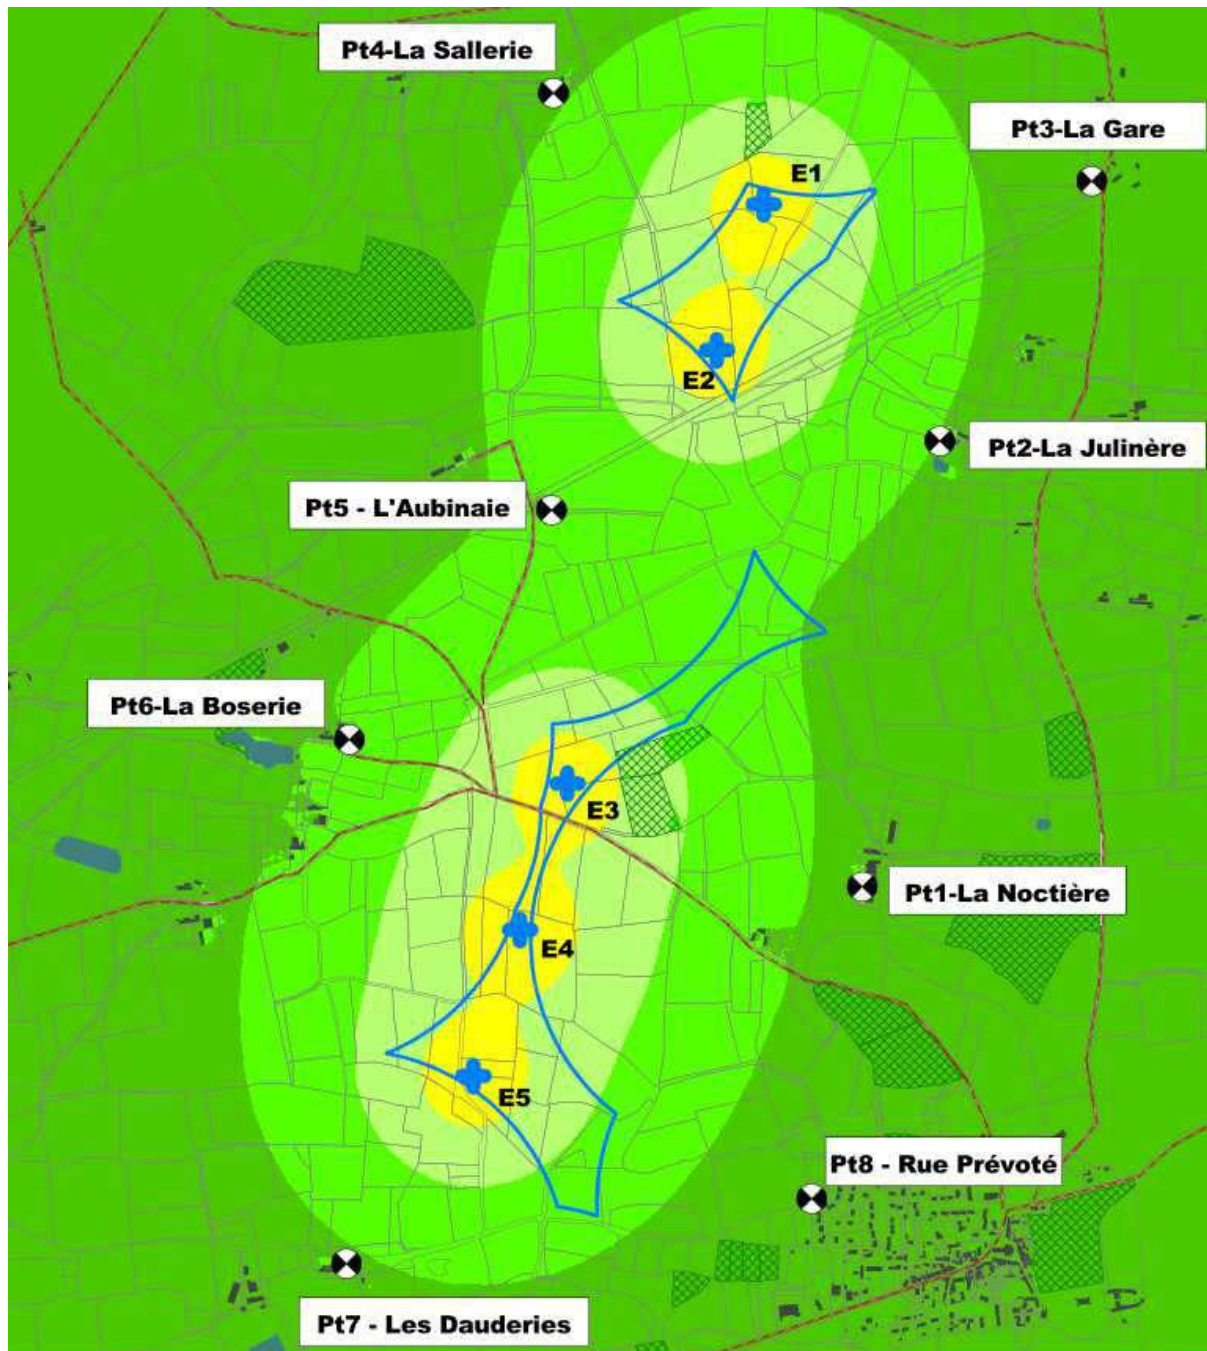 Pt4-La Sallerie
Pt3-La Gare
E1
E2
Pt2-La Julinère
Pt5 - L'Aubinaie
Pt6-La Boserie
E3
Pt1-La Noctière
E4
E5
Pt8 - Rue Prévoté
Pt7 - Les Dauderies